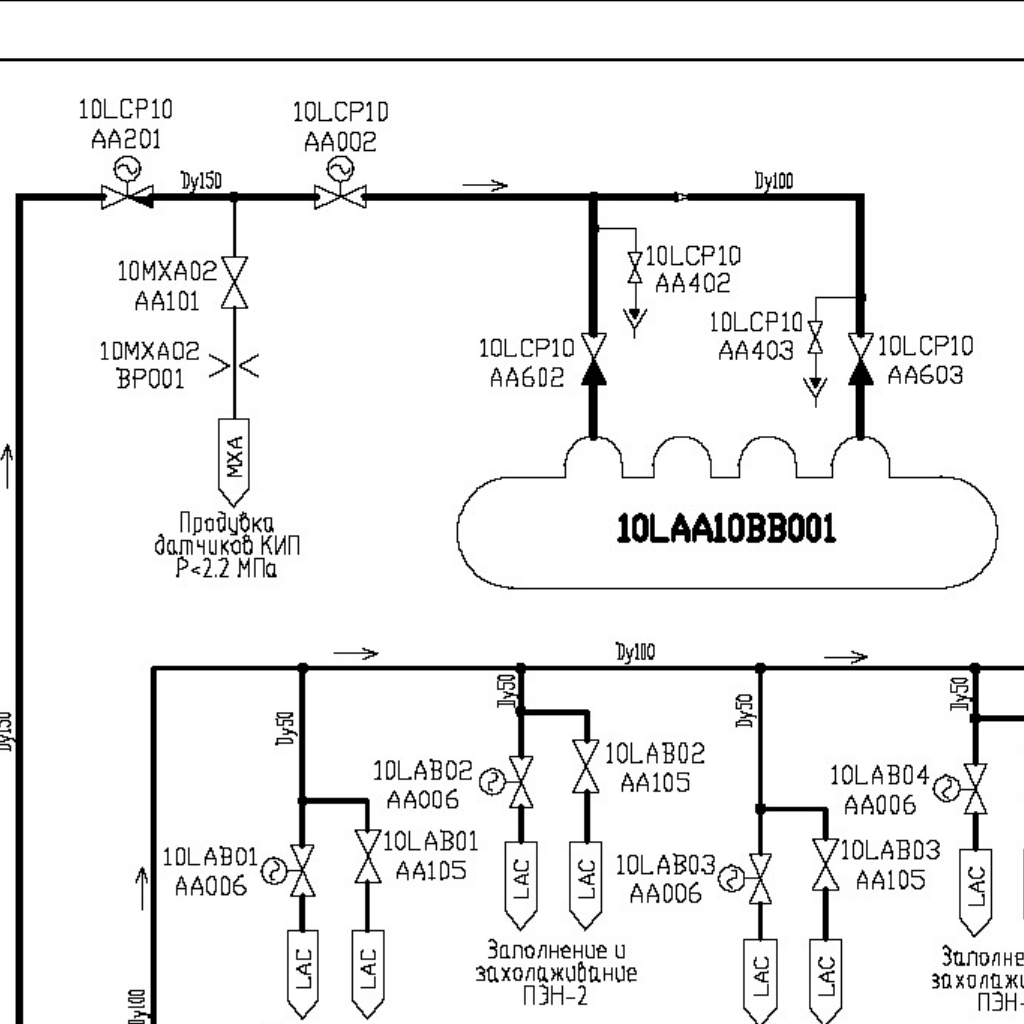 10LCP10
AA201
10LCP10
AA002
Dy150
Dy100
10MXA02
AA101
10LCP10
AA402
10MXA02
BP001
10LCP10
AA602
10LCP10
AA403
10LCP10
AA603
MXA
Продувка
датчиков КИП
Р<2.2 МПа
10LAA10BB001
Dy150
Dy100
Dy50
Dy50
Dy50
Dy50
10LAB02
AA006
10LAB02
AA105
10LAB04
AA006
10LAB01
AA006
10LAB01
AA105
10LAB03
AA006
10LAB03
AA105
LAC
LAC
LAC
LAC
LAC
LAC
LAC
Заполнение и
захолаживание
ПЭН-2
Заполне
захолажи
ПЭН-
Dy100